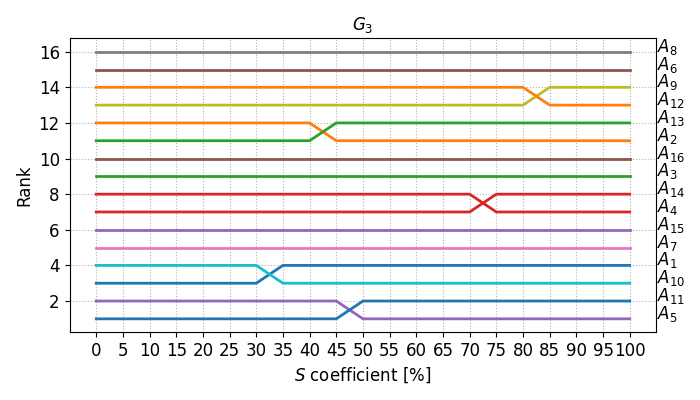 G₃
Rank
16
14
12
10
8
6
4
2
A₈
A₆
A₉
A₁₂
A₁₃
A₂
A₁₆
A₃
A₁₄
A₄
A₁₅
A₇
A₁
A₁₀
A₁₁
A₅
0 5 10 15 20 25 30 35 40 45 50 55 60 65 70 75 80 85 90 95 100
S coefficient [%]